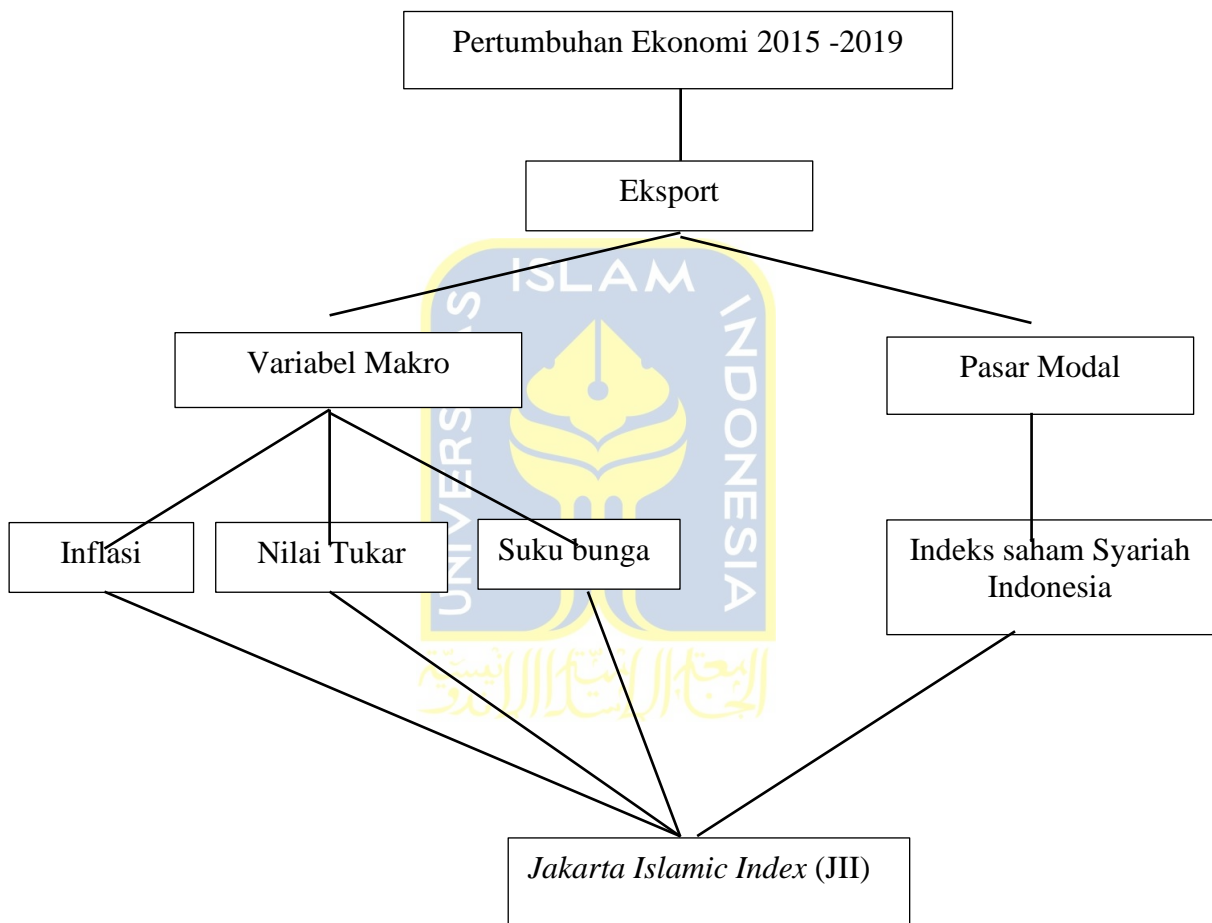 Pertumbuhan Ekonomi 2015 -2019
Eksport
UNIVERSITAS ISLAM INDONESIA
Variabel Makro
Pasar Modal
Inflasi
Nilai Tukar
Suku bunga
Indeks saham Syariah
Indonesia
Jakarta Islamic Index (JII)